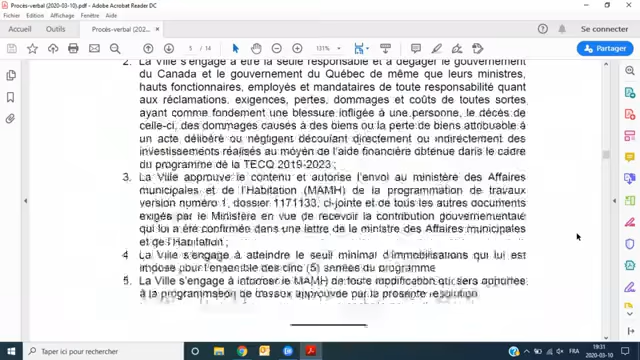 Procès-verbal (2020-03-10).pdf - Adobe Acrobat Reader DC
Fichier Edition Affichage Fenêtre Aide
Accueil Outils Procès-verbal (202... × Se connecter
5 / 14 131% Partager
2. La Ville s'engage à être la seule responsable et à dégager le gouvernement
du Canada et le gouvernement du Québec de même que leurs ministres,
hauts fonctionnaires, employés et mandataires de toute responsabilité quant
aux réclamations, exigences, pertes, dommages et coûts de toutes sortes,
ayant comme fondement une blessure infligée à une personne, le décès de
celle-ci, des dommages causés à des biens ou la perte de biens attribuable à
un acte délibéré ou négligent découlant directement ou indirectement des
investissements réalisés au moyen de l'aide financière obtenue dans le cadre
du programme de la TECQ 2019-2023 ;
3. La Ville approuve le contenu et autorise l'envoi au ministère des Affaires
municipales et de l'Habitation (MAMH) de la programmation de travaux
version numéro 1, dossier 1171133, ci-jointe et de tous les autres documents
exigés par le Ministère en vue de recevoir la contribution gouvernementale
qui lui a été confirmée dans une lettre de la ministre des Affaires municipales
et de l'Habitation ;
4 La Ville s'engage à atteindre le seuil minimal d'immobilisations qui lui est
imposé pour l'ensemble des cinq (5) années du programme
5. La Ville s'engage à informer le MAMH de toute modification qui sera apportée
à la programmation de travaux approuvée par la présente résolution
Taper ici pour rechercher FRA 19:31
2020-03-10